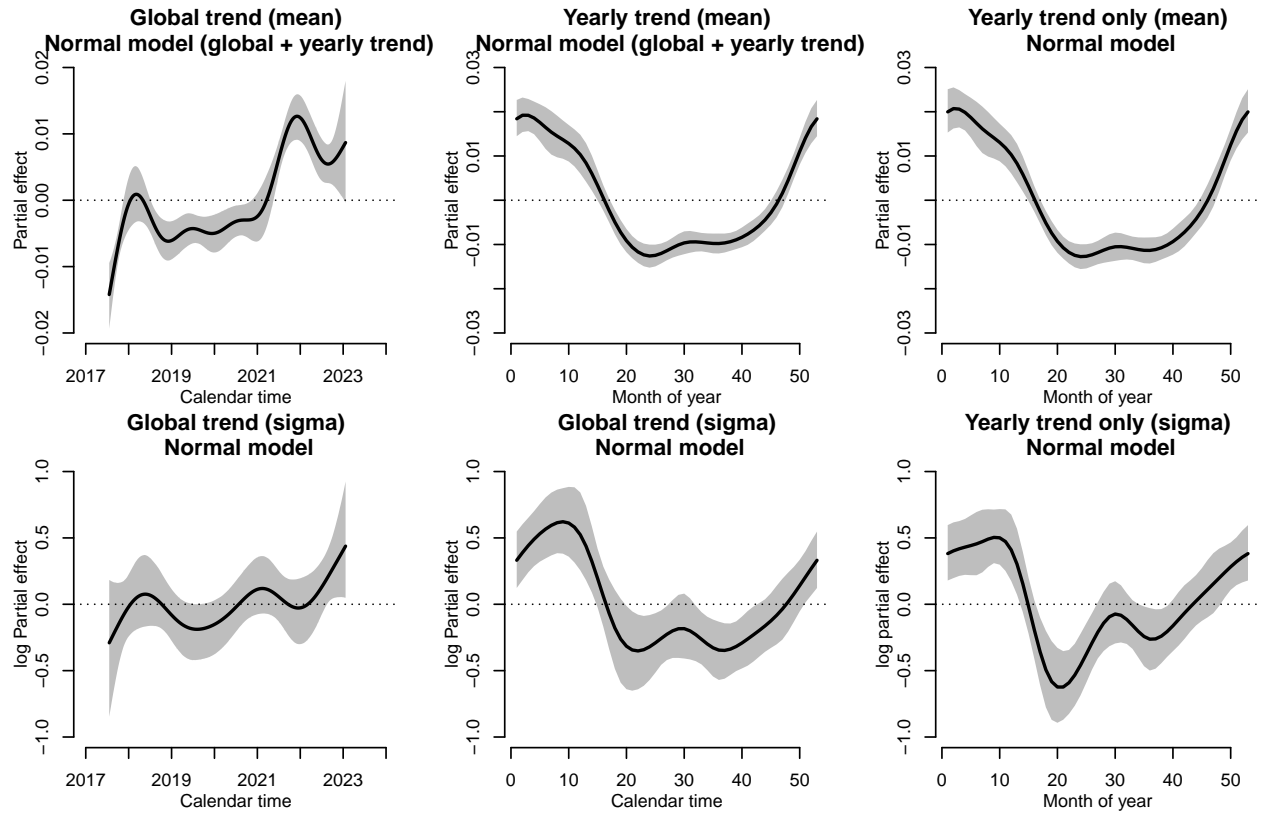 Global trend (mean)
Normal model (global + yearly trend)
Partial effect
0.02
0.01
0.00
−0.01
−0.02
2017
2019
2021
2023
Calendar time
Yearly trend (mean)
Normal model (global + yearly trend)
Partial effect
0.03
0.01
−0.01
−0.03
0
10
20
30
40
50
Month of year
Yearly trend only (mean)
Normal model
Partial effect
0.03
0.01
−0.01
−0.03
0
10
20
30
40
50
Month of year
Global trend (sigma)
Normal model
log Partial effect
1.0
0.5
0.0
−0.5
−1.0
2017
2019
2021
2023
Calendar time
Global trend (sigma)
Normal model
log Partial effect
1.0
0.5
0.0
−0.5
−1.0
0
10
20
30
40
50
Calendar time
Yearly trend only (sigma)
Normal model
log partial effect
1.0
0.5
0.0
−0.5
−1.0
0
10
20
30
40
50
Month of year